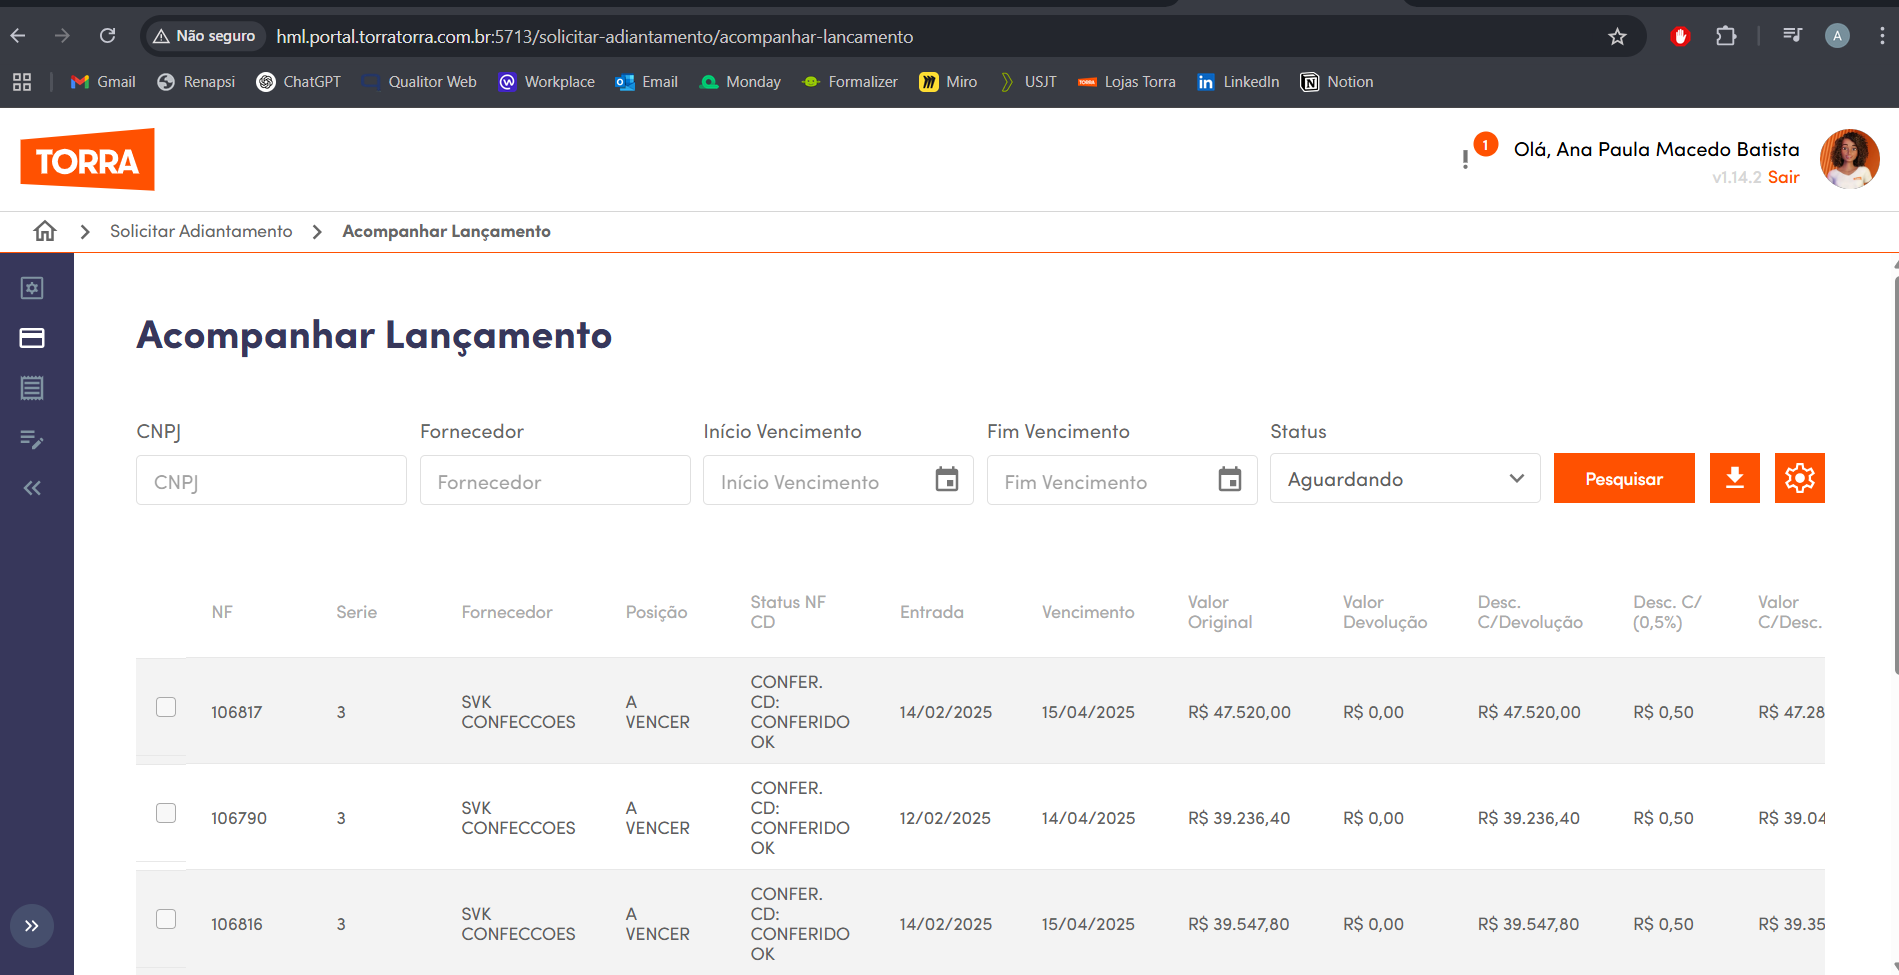 Não seguro
hml.portal.torratorra.com.br:5713/solicitar-adiantamento/acompanhar-lancamento
A
Gmail
Renapsi
ChatGPT
Qualitor Web
Workplace
Email
Monday
Formalizer
Miro
USJT
Lojas Torra
LinkedIn
Notion
TORRA
1
Olá, Ana Paula Macedo Batista
v1.14.2 Sair
Solicitar Adiantamento
Acompanhar Lançamento
Acompanhar Lançamento
CNPJ
Fornecedor
Início Vencimento
Fim Vencimento
Status
CNPJ
Fornecedor
Início Vencimento
Fim Vencimento
Aguardando
Pesquisar
NF
Serie
Fornecedor
Posição
Status NF
CD
Entrada
Vencimento
Valor
Original
Valor
Devolução
Desc.
C/Devolução
Desc. C/
(0,5%)
Valor
C/Desc.
106817
3
SVK
CONFECCOES
A
VENCER
CONFER.
CD:
CONFERIDO
OK
14/02/2025
15/04/2025
R$ 47.520,00
R$ 0,00
R$ 47.520,00
R$ 0,50
R$ 47.28
106790
3
SVK
CONFECCOES
A
VENCER
CONFER.
CD:
CONFERIDO
OK
12/02/2025
14/04/2025
R$ 39.236,40
R$ 0,00
R$ 39.236,40
R$ 0,50
R$ 39.04
106816
3
SVK
CONFECCOES
A
VENCER
CONFER.
CD:
CONFERIDO
OK
14/02/2025
15/04/2025
R$ 39.547,80
R$ 0,00
R$ 39.547,80
R$ 0,50
R$ 39.35